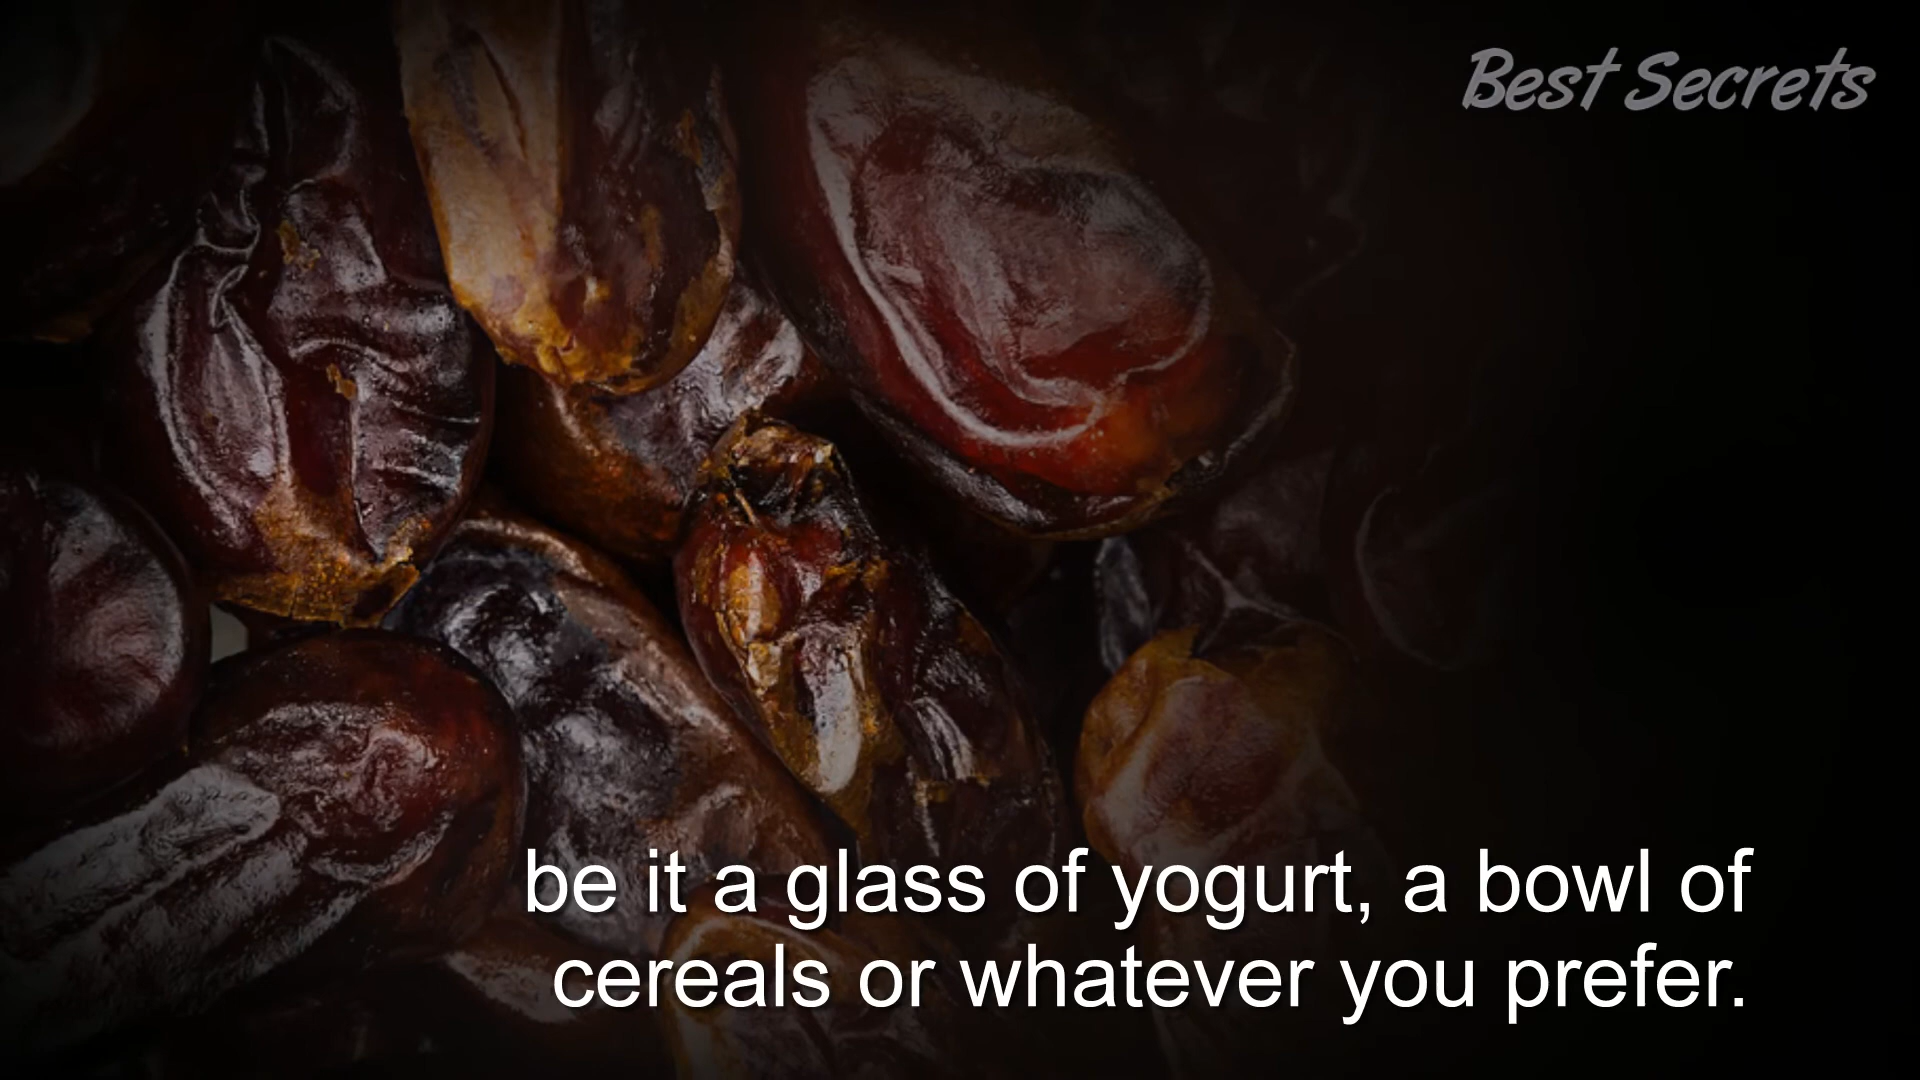 Best Secrets
be it a glass of yogurt, a bowl of
cereals or whatever you prefer.